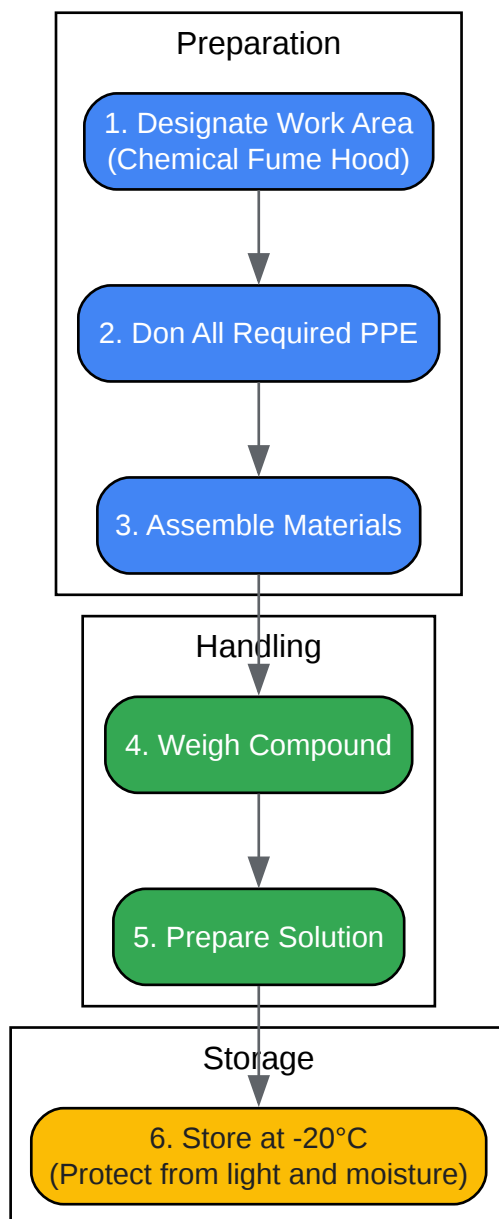 Preparation
1. Designate Work Area
(Chemical Fume Hood)
2. Don All Required PPE
3. Assemble Materials
Handling
4. Weigh Compound
5. Prepare Solution
Storage
6. Store at -20°C
(Protect from light and moisture)